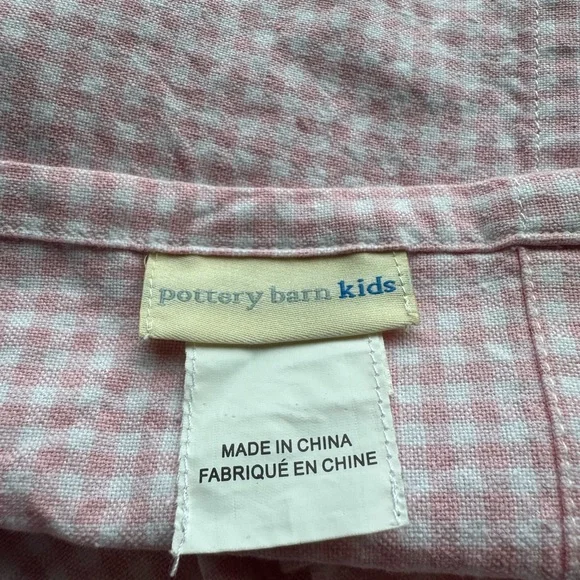 pottery barn kids
MADE IN CHINA
FABRIQUÉ EN CHINE